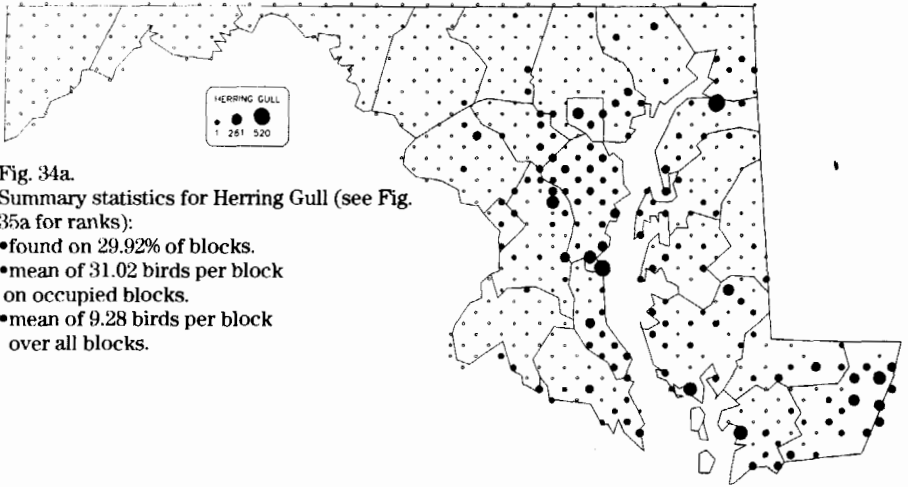 HERRING GULL
1 261 520
Fig. 34a.
Summary statistics for Herring Gull (see Fig.
35a for ranks):
•found on 29.92% of blocks.
•mean of 31.02 birds per block
on occupied blocks.
•mean of 9.28 birds per block
over all blocks.